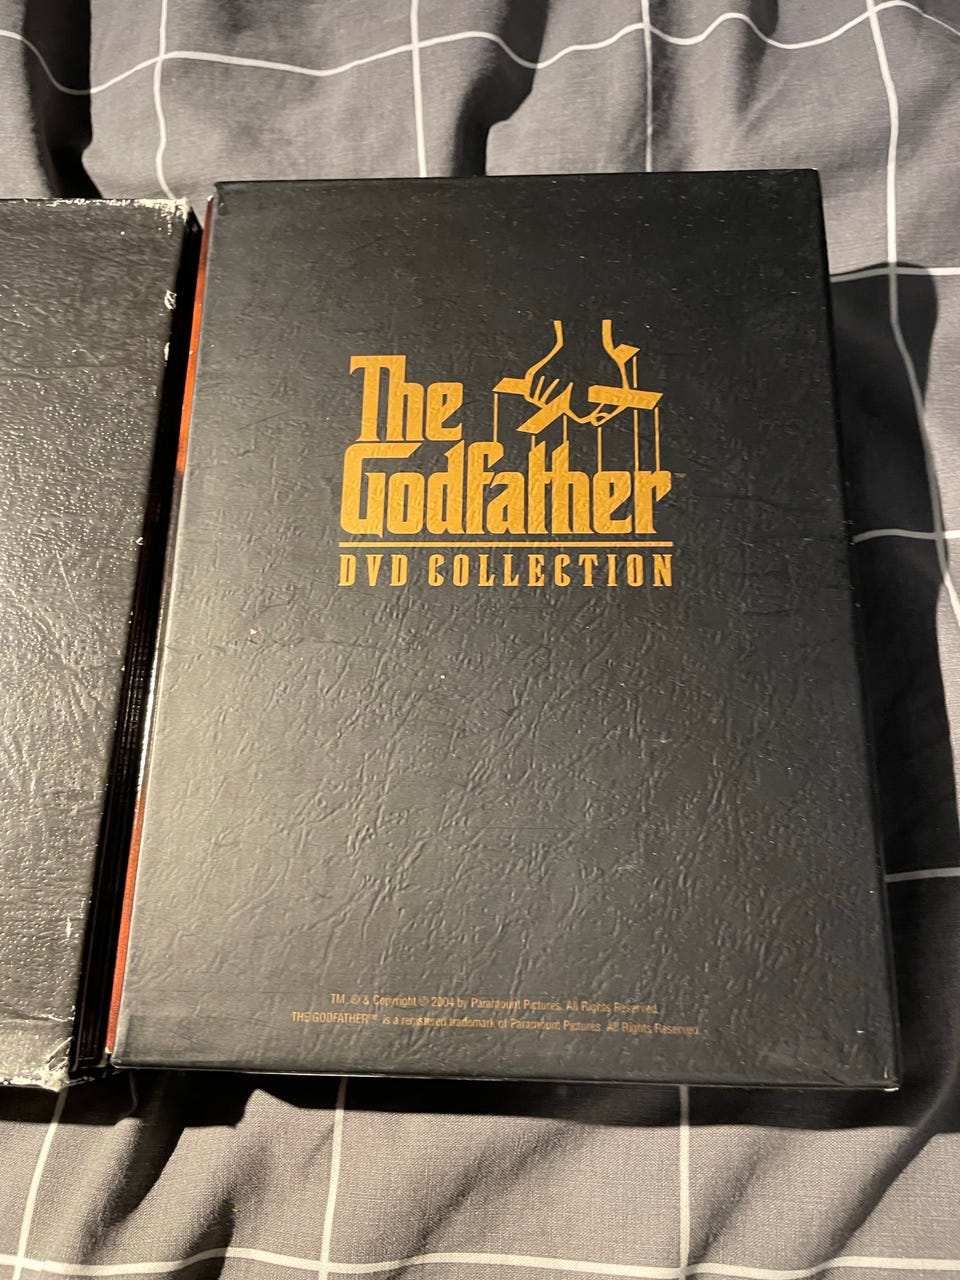 The
Godfather™
DVD COLLECTION
TM, ® & Copyright © 2004 by Paramount Pictures. All Rights Reserved.
THE GODFATHER™ is a registered trademark of Paramount Pictures. All Rights Reserved.